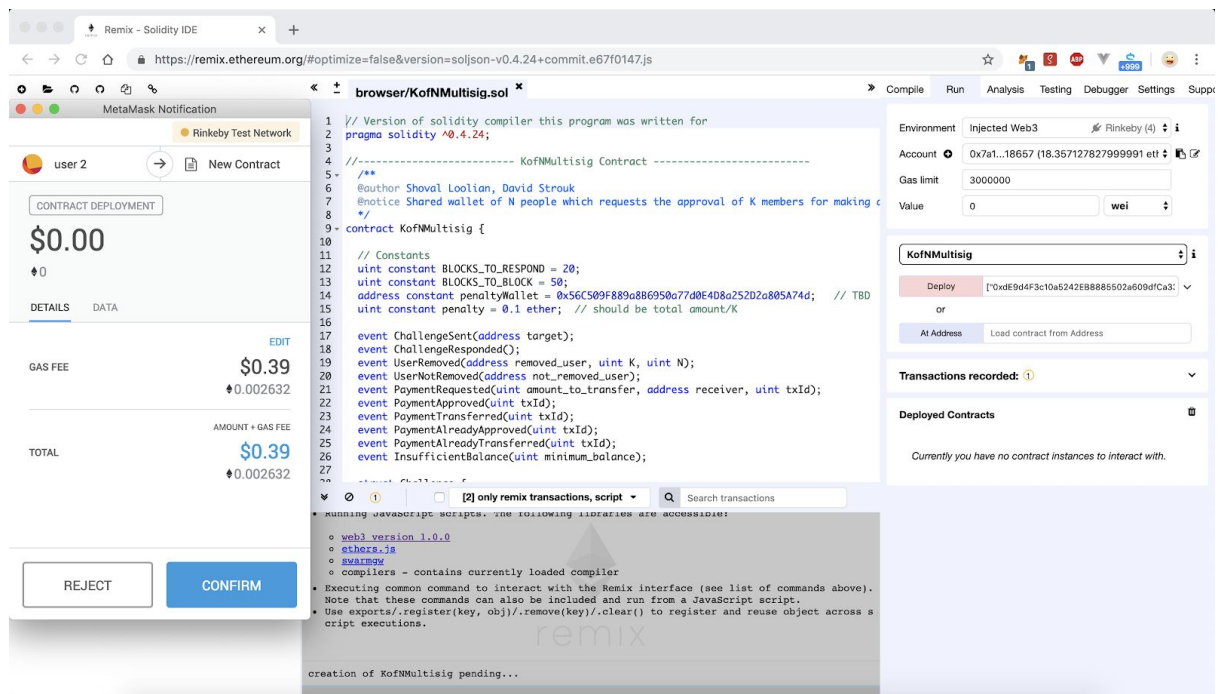 Remix - Solidity IDE
https://remix.ethereum.org/#optimize=false&version=soljson-v0.4.24+commit.e67f0147.js
1
ABP
+999
MetaMask Notification
Rinkeby Test Network
user 2
New Contract
CONTRACT DEPLOYMENT
$0.00
0
DETAILS DATA
EDIT
GAS FEE
$0.39
0.002632
AMOUNT + GAS FEE
TOTAL
$0.39
0.002632
REJECT CONFIRM
browser/KofNMultisig.sol
1 // Version of solidity compiler this program was written for
2 pragma solidity ^0.4.24;
3
4 //-------------------------- KofNMultisig Contract --------------------------
5 /**
6 @author Shoval Loolian, David Strouk
7 @notice Shared wallet of N people which requests the approval of K members for making
8 */
9 contract KofNMultisig {
10
11 // Constants
12 uint constant BLOCKS_TO_RESPOND = 20;
13 uint constant BLOCKS_TO_BLOCK = 50;
14 address constant penaltyWallet = 0x56C509F889a8B6950a77d0E4D8a252D2a805A74d; // TBD
15 uint constant penalty = 0.1 ether; // should be total amount/K
16
17 event ChallengeSent(address target);
18 event ChallengeResponded();
19 event UserRemoved(address removed_user, uint K, uint N);
20 event UserNotRemoved(address not_removed_user);
21 event PaymentRequested(uint amount_to_transfer, address receiver, uint txId);
22 event PaymentApproved(uint txId);
23 event PaymentTransferred(uint txId);
24 event PaymentAlreadyApproved(uint txId);
25 event PaymentAlreadyTransferred(uint txId);
26 event InsufficientBalance(uint minimum_balance);
27
28 struct Challenge {
1
[2] only remix transactions, script
Search transactions
• Running JavaScript scripts. The following libraries are accessible:
web3 version 1.0.0
ethers.js
swarmgw
compilers - contains currently loaded compiler
• Executing common command to interact with the Remix interface (see list of commands above).
Note that these commands can also be included and run from a JavaScript script.
• Use exports/.register(key, obj)/.remove(key)/.clear() to register and reuse object across s
cript executions.
remix
creation of KofNMultisig pending...
Compile Run Analysis Testing Debugger Settings Suppo
Environment Injected Web3 Rinkeby (4) i
Account 0x7a1...18657 (18.357127827999991 eth
Gas limit 3000000
Value 0 wei
KofNMultisig i
Deploy ["0xdE9d4F3c10a5242EB8885502a609dfCa3
or
At Address Load contract from Address
Transactions recorded: 1
Deployed Contracts
Currently you have no contract instances to interact with.